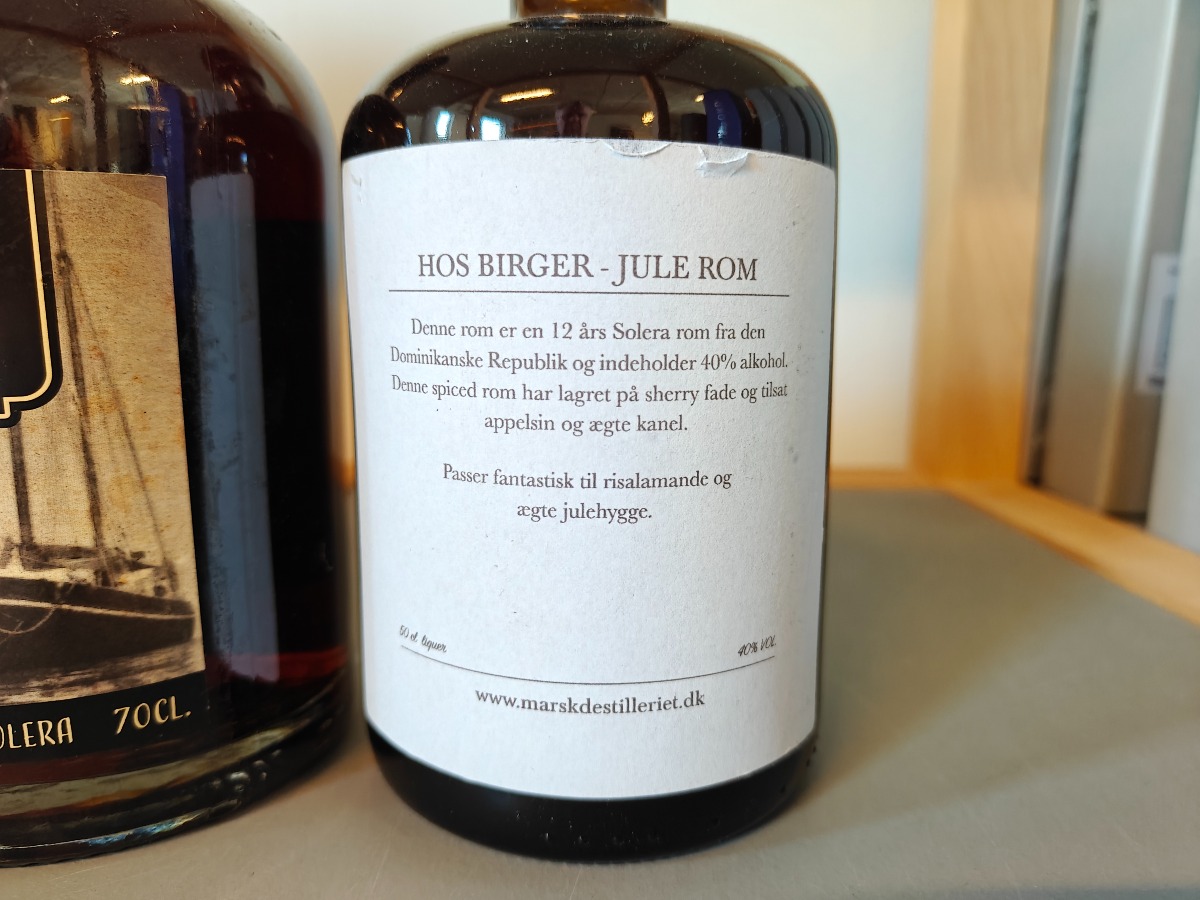 HOS BIRGER - JULE ROM
Denne rom er en 12 års Solera rom fra den
Dominikanske Republik og indeholder 40% alkohol.
Denne spiced rom har lagret på sherry fade og tilsat
appelsin og ægte kanel.
Passer fantastisk til risalamande og
ægte julehygge.
50 cl. liquer
40% VOL.
www.marskdestilleriet.dk
OLERA 70CL.